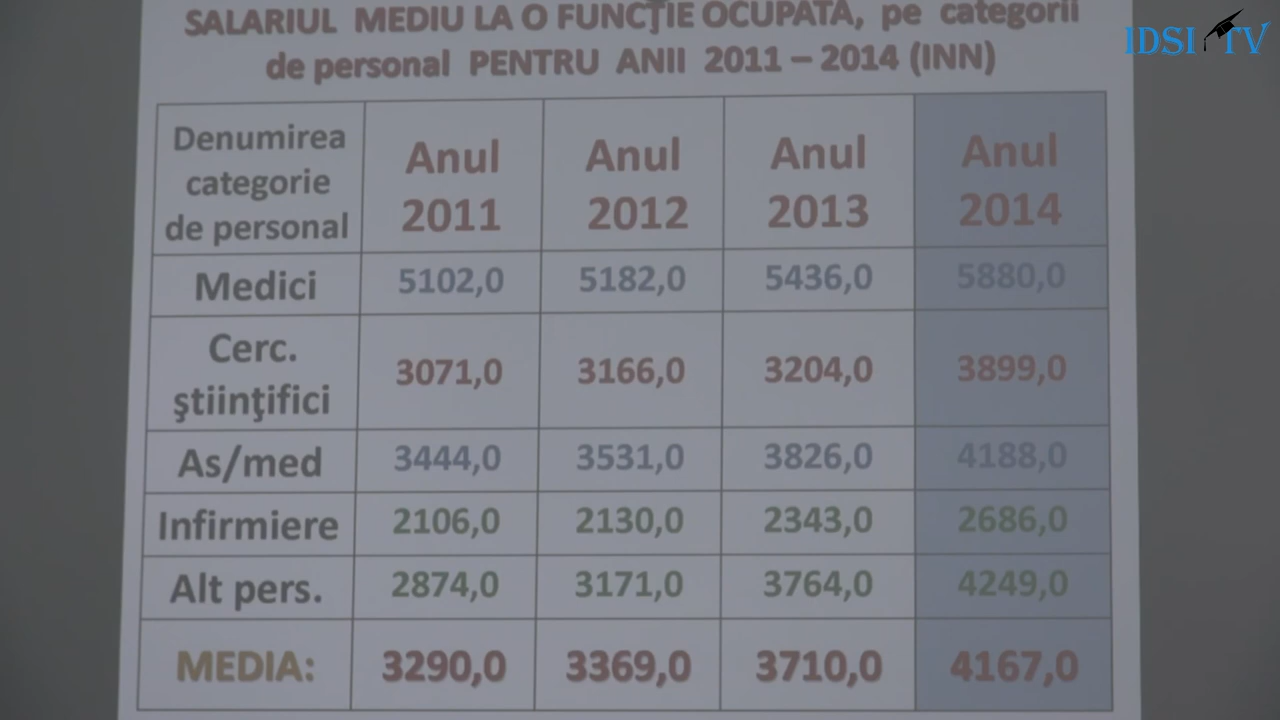 SALARIUL MEDIU LA O FUNCŢIE OCUPATĂ, pe categorii
de personal PENTRU ANII 2011 – 2014 (INN)
IDSI TV
Denumirea
categorie
de personal
Anul
2011
Anul
2012
Anul
2013
Anul
2014
Medici 5102,0 5182,0 5436,0 5880,0
Cerc.
ştiinţifici
3071,0 3166,0 3204,0 3899,0
As/med 3444,0 3531,0 3826,0 4188,0
Infirmiere 2106,0 2130,0 2343,0 2686,0
Alt pers. 2874,0 3171,0 3764,0 4249,0
MEDIA: 3290,0 3369,0 3710,0 4167,0